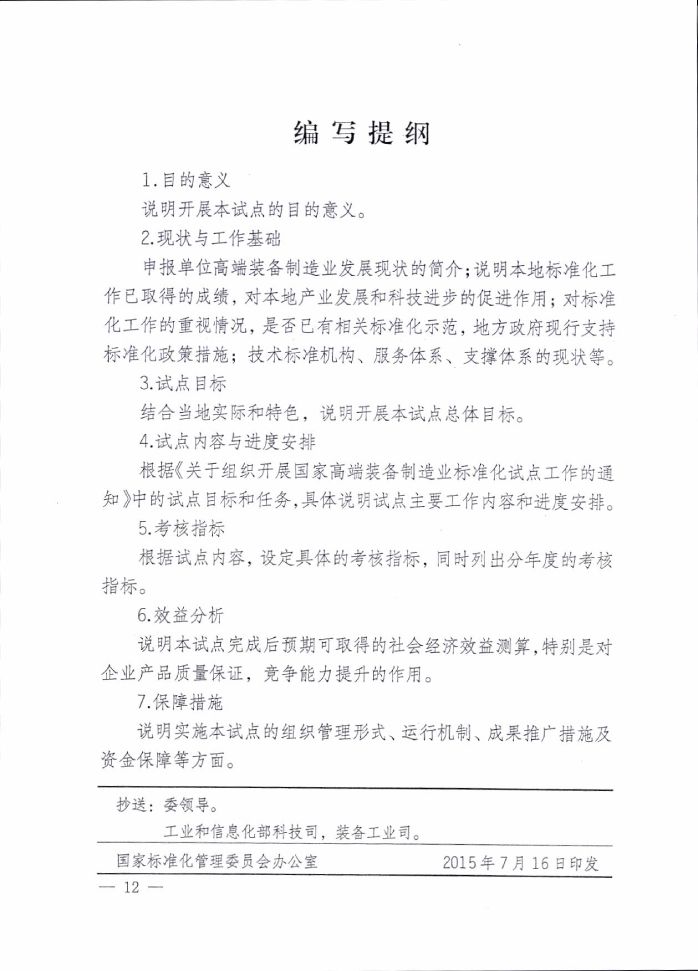 编写提纲
1.目的意义
说明开展本试点的目的意义。
2.现状与工作基础
申报单位高端装备制造业发展现状的简介；说明本地标准化工
作已取得的成绩，对本地产业发展和科技进步的促进作用；对标准
化工作的重视情况，是否已有相关标准化示范，地方政府现行支持
标准化政策措施；技术标准机构、服务体系、支撑体系的现状等。
3.试点目标
结合当地实际和特色，说明开展本试点总体目标。
4.试点内容与进度安排
根据《关于组织开展国家高端装备制造业标准化试点工作的通
知》中的试点目标和任务，具体说明试点主要工作内容和进度安排。
5.考核指标
根据试点内容，设定具体的考核指标，同时列出分年度的考核
指标。
6.效益分析
说明本试点完成后预期可取得的社会经济效益测算，特别是对
企业产品质量保证，竞争能力提升的作用。
7.保障措施
说明实施本试点的组织管理形式、运行机制、成果推广措施及
资金保障等方面。
抄送：委领导。
工业和信息化部科技司，装备工业司。
国家标准化管理委员会办公室 2015年7月16日印发
— 12 —